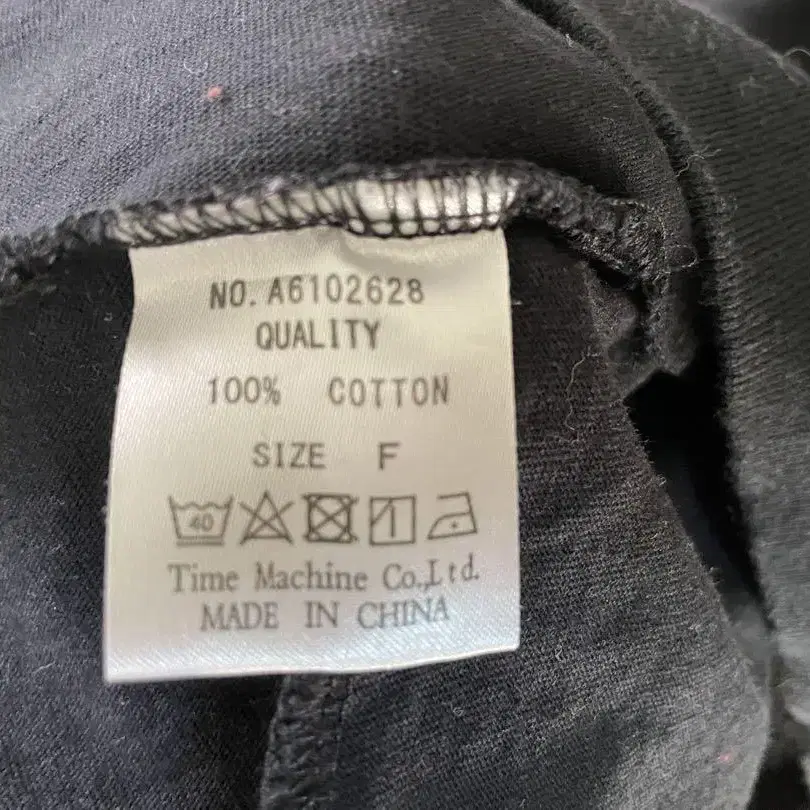 NO. A6102628
QUALITY
100% COTTON
SIZE F
40
Time Machine Co.,Ltd.
MADE IN CHINA